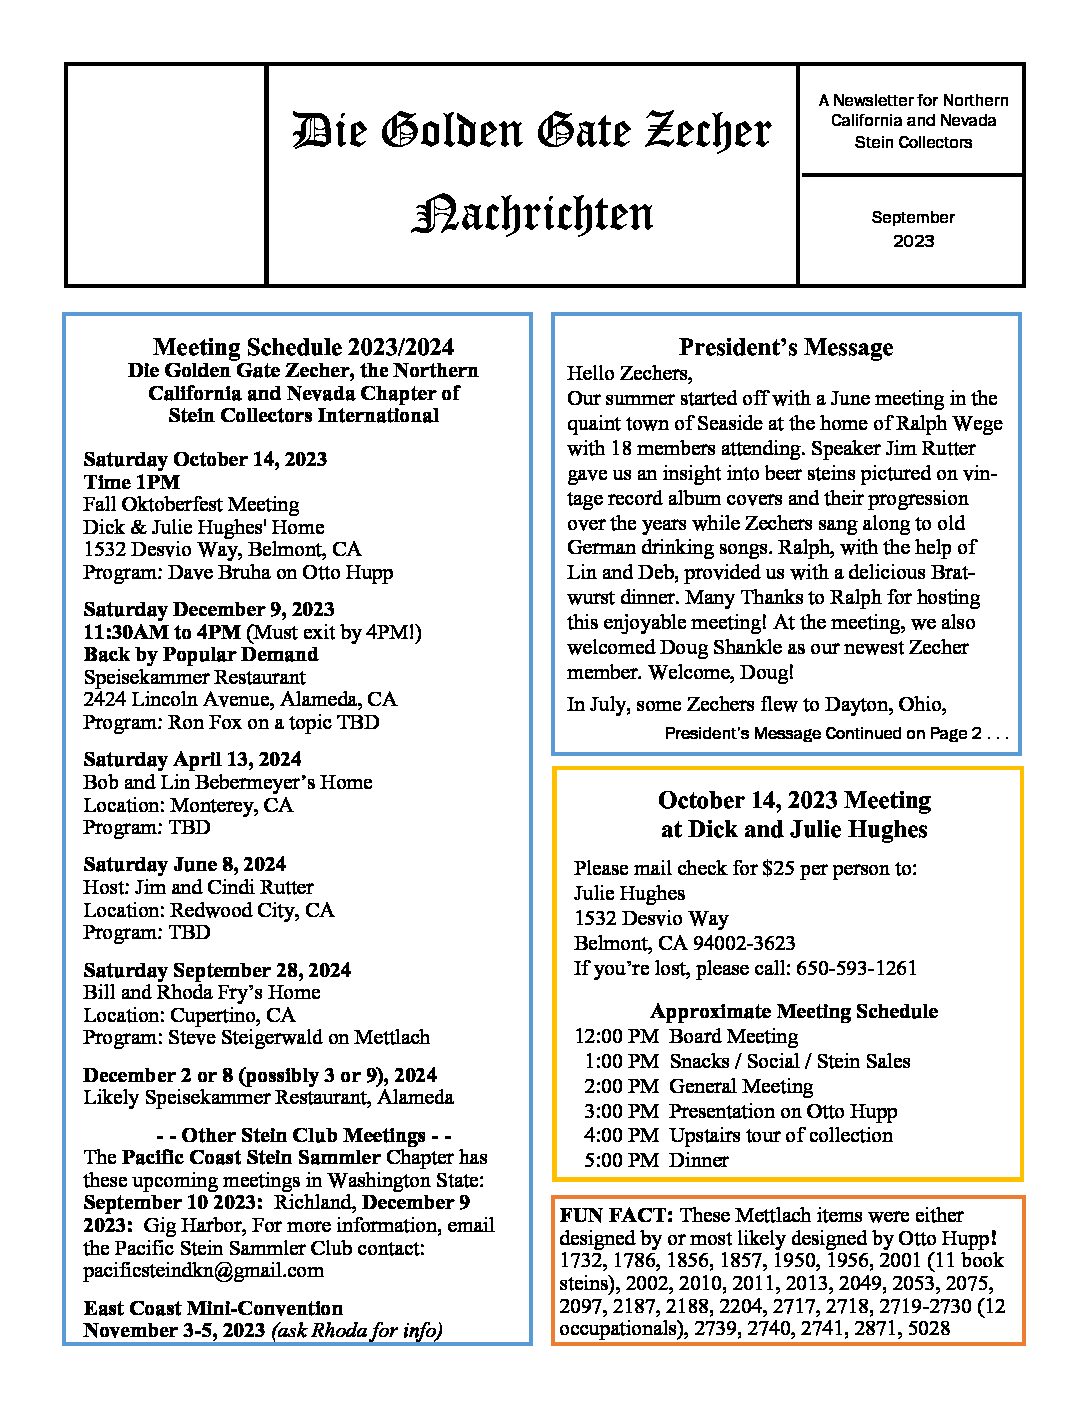 Die Golden Gate Zecher
Nachrichten
A Newsletter for Northern
California and Nevada
Stein Collectors
September
2023
Meeting Schedule 2023/2024
Die Golden Gate Zecher, the Northern
California and Nevada Chapter of
Stein Collectors International
Saturday October 14, 2023
Time 1PM
Fall Oktoberfest Meeting
Dick & Julie Hughes' Home
1532 Desvio Way, Belmont, CA
Program: Dave Bruha on Otto Hupp
Saturday December 9, 2023
11:30AM to 4PM (Must exit by 4PM!)
Back by Popular Demand
Speisekammer Restaurant
2424 Lincoln Avenue, Alameda, CA
Program: Ron Fox on a topic TBD
Saturday April 13, 2024
Bob and Lin Bebermeyer’s Home
Location: Monterey, CA
Program: TBD
Saturday June 8, 2024
Host: Jim and Cindi Rutter
Location: Redwood City, CA
Program: TBD
Saturday September 28, 2024
Bill and Rhoda Fry’s Home
Location: Cupertino, CA
Program: Steve Steigerwald on Mettlach
December 2 or 8 (possibly 3 or 9), 2024
Likely Speisekammer Restaurant, Alameda
- - Other Stein Club Meetings - -
The Pacific Coast Stein Sammler Chapter has
these upcoming meetings in Washington State:
September 10 2023: Richland, December 9
2023: Gig Harbor, For more information, email
the Pacific Stein Sammler Club contact:
pacificsteindkn@gmail.com
East Coast Mini-Convention
November 3-5, 2023 (ask Rhoda for info)
President’s Message
Hello Zechers,
Our summer started off with a June meeting in the
quaint town of Seaside at the home of Ralph Wege
with 18 members attending. Speaker Jim Rutter
gave us an insight into beer steins pictured on vin-
tage record album covers and their progression
over the years while Zechers sang along to old
German drinking songs. Ralph, with the help of
Lin and Deb, provided us with a delicious Brat-
wurst dinner. Many Thanks to Ralph for hosting
this enjoyable meeting! At the meeting, we also
welcomed Doug Shankle as our newest Zecher
member. Welcome, Doug!
In July, some Zechers flew to Dayton, Ohio,
President’s Message Continued on Page 2 . . .
October 14, 2023 Meeting
at Dick and Julie Hughes
Please mail check for $25 per person to:
Julie Hughes
1532 Desvio Way
Belmont, CA 94002-3623
If you’re lost, please call: 650-593-1261
Approximate Meeting Schedule
12:00 PM Board Meeting
1:00 PM Snacks / Social / Stein Sales
2:00 PM General Meeting
3:00 PM Presentation on Otto Hupp
4:00 PM Upstairs tour of collection
5:00 PM Dinner
FUN FACT: These Mettlach items were either
designed by or most likely designed by Otto Hupp!
1732, 1786, 1856, 1857, 1950, 1956, 2001 (11 book
steins), 2002, 2010, 2011, 2013, 2049, 2053, 2075,
2097, 2187, 2188, 2204, 2717, 2718, 2719-2730 (12
occupationals), 2739, 2740, 2741, 2871, 5028